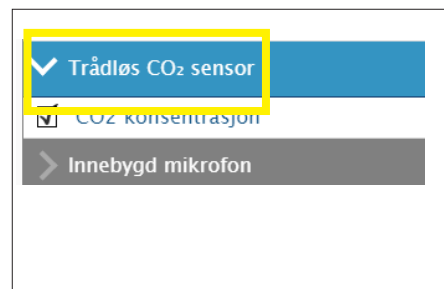 Trådløs CO₂ sensor
CO2 konsentrasjon
Innebygd mikrofon